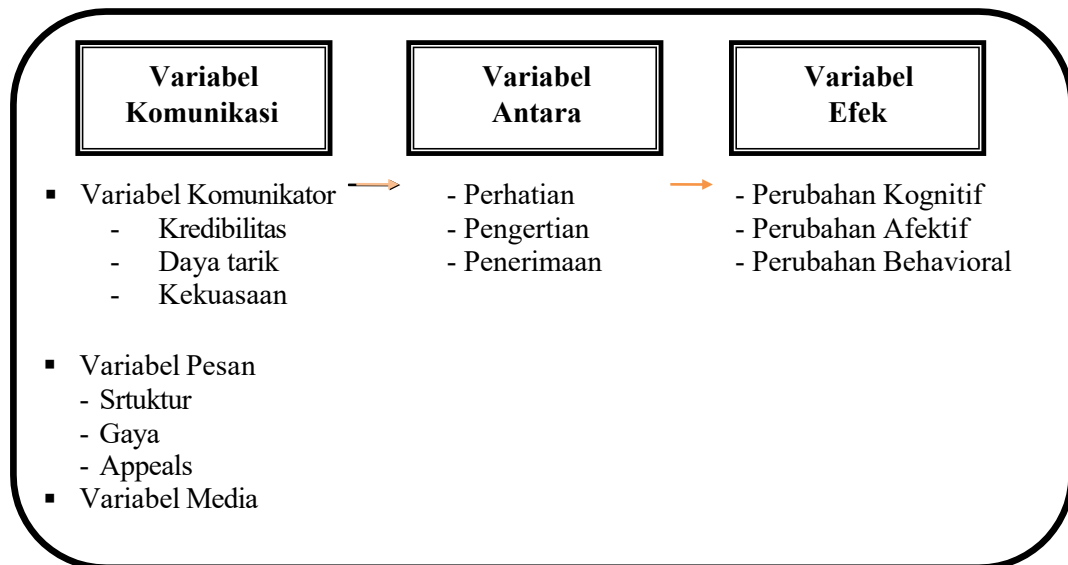 Variabel
Komunikasi
Variabel
Antara
Variabel
Efek
▪ Variabel Komunikator
- Kredibilitas
- Daya tarik
- Kekuasaan
▪ Variabel Pesan
- Srtuktur
- Gaya
- Appeals
▪ Variabel Media
- Perhatian
- Pengertian
- Penerimaan
- Perubahan Kognitif
- Perubahan Afektif
- Perubahan Behavioral